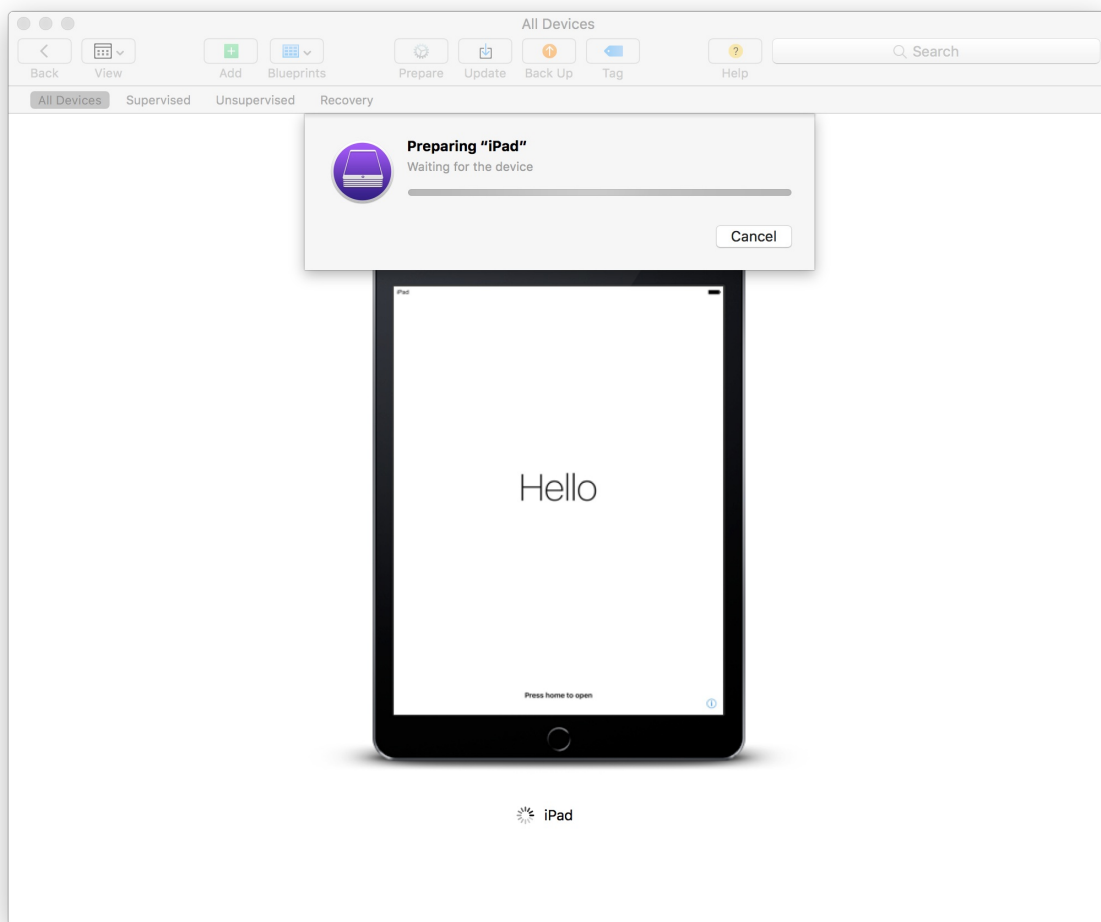 All Devices
Back View Add Blueprints Prepare Update Back Up Tag Help Search
All Devices Supervised Unsupervised Recovery
Preparing “iPad”
Waiting for the device
Cancel
iPad
Hello
Press home to open
iPad